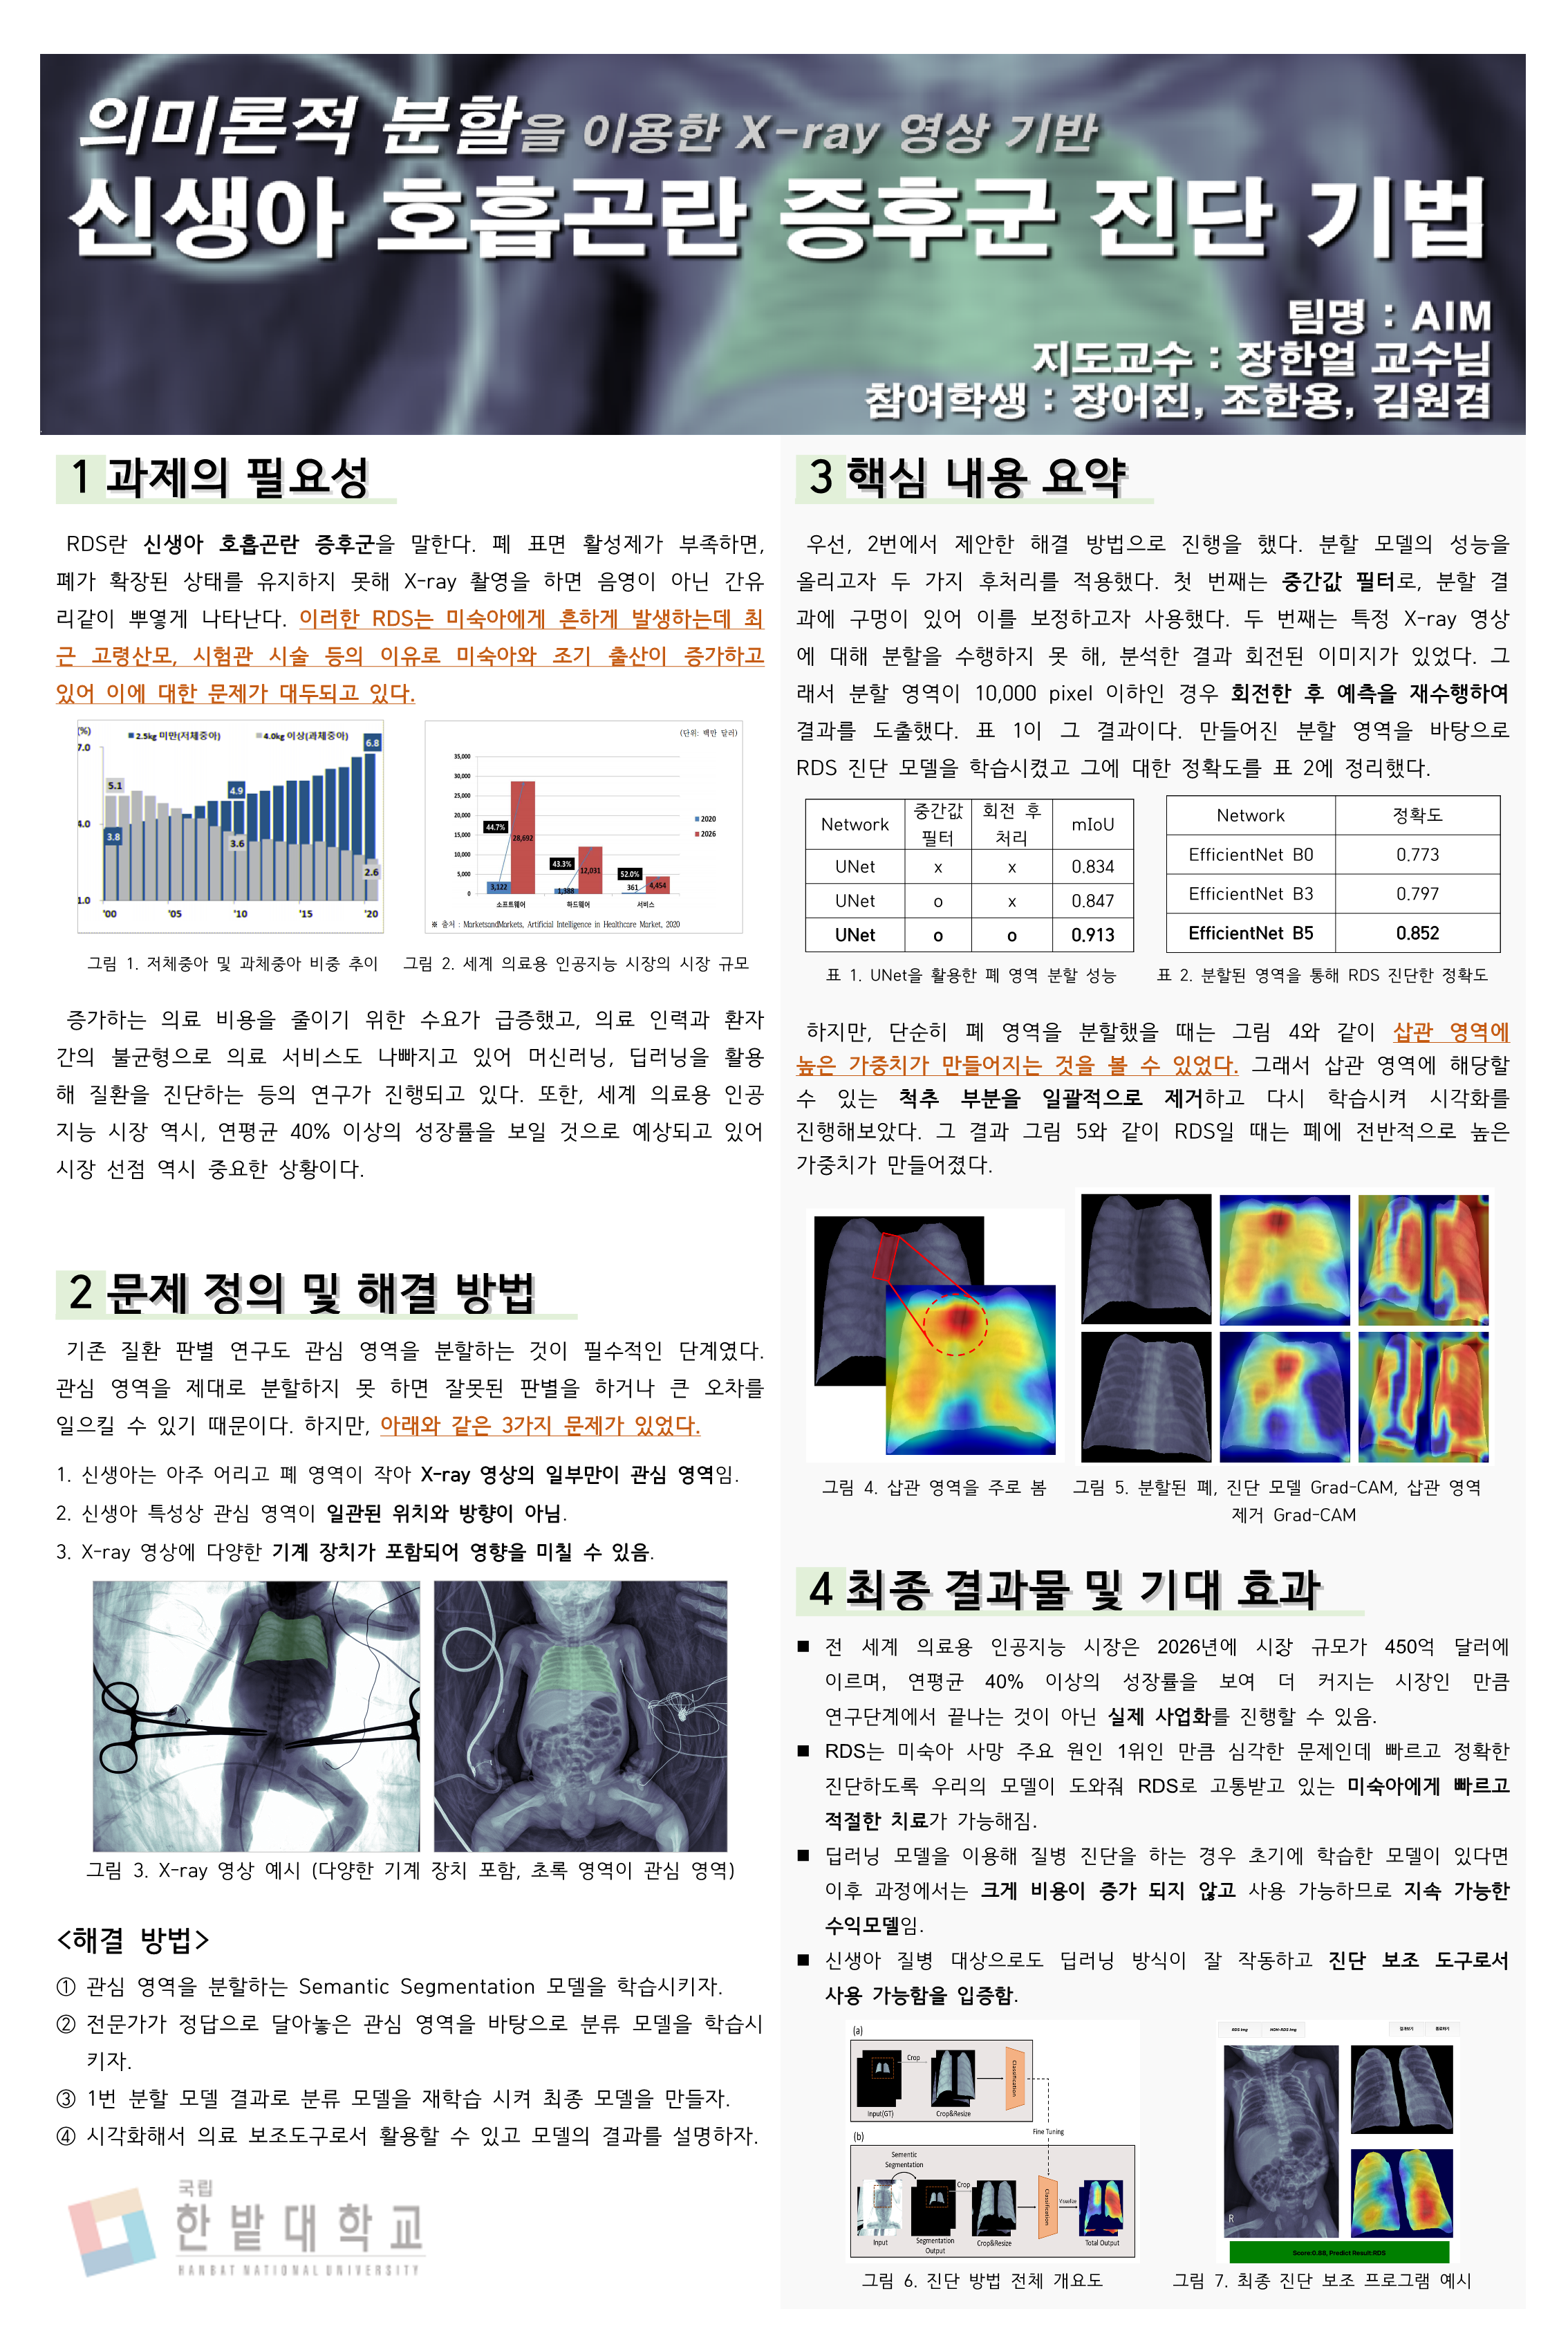 의미론적 분할을 이용한 X-ray 영상 기반
신생아 호흡곤란 증후군 진단 기법
팀명 : AIM
지도교수 : 장한얼 교수님
참여학생 : 장어진, 조한용, 김원겸
1 과제의 필요성
RDS란 신생아 호흡곤란 증후군을 말한다. 폐 표면 활성제가 부족하면,
폐가 확장된 상태를 유지하지 못해 X-ray 촬영을 하면 음영이 아닌 간유
리같이 뿌옇게 나타난다. 이러한 RDS는 미숙아에게 흔하게 발생하는데 최
근 고령산모, 시험관 시술 등의 이유로 미숙아와 조기 출산이 증가하고
있어 이에 대한 문제가 대두되고 있다.
(%)
2.5kg 미만(저체중아) 4.0kg 이상(과체중아)
7.0
4.0
1.0
5.1
3.8
4.9
3.6
6.8
2.6
'00 '05 '10 '15 '20
그림 1. 저체중아 및 과체중아 비중 추이
(단위: 백만 달러)
35,000
30,000
25,000
20,000
15,000
10,000
5,000
0
44.7%
43.3%
52.0%
3,122
28,692
1,388
12,031
361
4,454
소프트웨어 하드웨어 서비스
2020
2026
※ 출처 : MarketsandMarkets, Artificial Intelligence in Healthcare Market, 2020
그림 2. 세계 의료용 인공지능 시장의 시장 규모
증가하는 의료 비용을 줄이기 위한 수요가 급증했고, 의료 인력과 환자
간의 불균형으로 의료 서비스도 나빠지고 있어 머신러닝, 딥러닝을 활용
해 질환을 진단하는 등의 연구가 진행되고 있다. 또한, 세계 의료용 인공
지능 시장 역시, 연평균 40% 이상의 성장률을 보일 것으로 예상되고 있어
시장 선점 역시 중요한 상황이다.
2 문제 정의 및 해결 방법
기존 질환 판별 연구도 관심 영역을 분할하는 것이 필수적인 단계였다.
관심 영역을 제대로 분할하지 못 하면 잘못된 판별을 하거나 큰 오차를
일으킬 수 있기 때문이다. 하지만, 아래와 같은 3가지 문제가 있었다.
1. 신생아는 아주 어리고 폐 영역이 작아 X-ray 영상의 일부만이 관심 영역임.
2. 신생아 특성상 관심 영역이 일관된 위치와 방향이 아님.
3. X-ray 영상에 다양한 기계 장치가 포함되어 영향을 미칠 수 있음.
그림 3. X-ray 영상 예시 (다양한 기계 장치 포함, 초록 영역이 관심 영역)
<해결 방법>
① 관심 영역을 분할하는 Semantic Segmentation 모델을 학습시키자.
② 전문가가 정답으로 달아놓은 관심 영역을 바탕으로 분류 모델을 학습시
키자.
③ 1번 분할 모델 결과로 분류 모델을 재학습 시켜 최종 모델을 만들자.
④ 시각화해서 의료 보조도구로서 활용할 수 있고 모델의 결과를 설명하자.
국립
한밭대학교
HANBAT NATIONAL UNIVERSITY
3 핵심 내용 요약
우선, 2번에서 제안한 해결 방법으로 진행을 했다. 분할 모델의 성능을
올리고자 두 가지 후처리를 적용했다. 첫 번째는 중간값 필터로, 분할 결
과에 구멍이 있어 이를 보정하고자 사용했다. 두 번째는 특정 X-ray 영상
에 대해 분할을 수행하지 못 해, 분석한 결과 회전된 이미지가 있었다. 그
래서 분할 영역이 10,000 pixel 이하인 경우 회전한 후 예측을 재수행하여
결과를 도출했다. 표 1이 그 결과이다. 만들어진 분할 영역을 바탕으로
RDS 진단 모델을 학습시켰고 그에 대한 정확도를 표 2에 정리했다.
Network 중간값 필터 회전 후 처리 mIoU
UNet x x 0.834
UNet o x 0.847
UNet o o 0.913
표 1. UNet을 활용한 폐 영역 분할 성능
Network 정확도
EfficientNet B0 0.773
EfficientNet B3 0.797
EfficientNet B5 0.852
표 2. 분할된 영역을 통해 RDS 진단한 정확도
하지만, 단순히 폐 영역을 분할했을 때는 그림 4와 같이 삽관 영역에
높은 가중치가 만들어지는 것을 볼 수 있었다. 그래서 삽관 영역에 해당할
수 있는 척추 부분을 일괄적으로 제거하고 다시 학습시켜 시각화를
진행해보았다. 그 결과 그림 5와 같이 RDS일 때는 폐에 전반적으로 높은
가중치가 만들어졌다.
그림 4. 삽관 영역을 주로 봄
그림 5. 분할된 폐, 진단 모델 Grad-CAM, 삽관 영역
제거 Grad-CAM
4 최종 결과물 및 기대 효과
■ 전 세계 의료용 인공지능 시장은 2026년에 시장 규모가 450억 달러에
이르며, 연평균 40% 이상의 성장률을 보여 더 커지는 시장인 만큼
연구단계에서 끝나는 것이 아닌 실제 사업화를 진행할 수 있음.
■ RDS는 미숙아 사망 주요 원인 1위인 만큼 심각한 문제인데 빠르고 정확한
진단하도록 우리의 모델이 도와줘 RDS로 고통받고 있는 미숙아에게 빠르고
적절한 치료가 가능해짐.
■ 딥러닝 모델을 이용해 질병 진단을 하는 경우 초기에 학습한 모델이 있다면
이후 과정에서는 크게 비용이 증가 되지 않고 사용 가능하므로 지속 가능한
수익모델임.
■ 신생아 질병 대상으로도 딥러닝 방식이 잘 작동하고 진단 보조 도구로서
사용 가능함을 입증함.
(a)
Crop
Classification
Input(GT) Crop&Resize
Fine Tuning
(b)
Sementic
Segmentation
Crop
Classification
Visualize
Input
Segmentation
Output
Crop&Resize
Total Output
그림 6. 진단 방법 전체 개요도
RDS Img NON-RDS Img 결과보기 종료하기
R
Score:0.88, Predict Result:RDS
그림 7. 최종 진단 보조 프로그램 예시